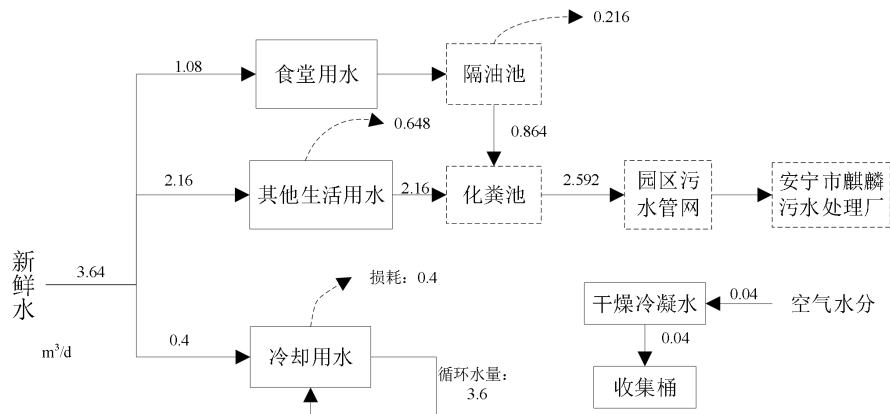 0.216
1.08
食堂用水
隔油池
0.648
0.864
2.16
其他生活用水
2.16
化粪池
2.592
园区污
水管网
安宁市麒麟
污水处理厂
新鲜水
3.64
损耗：0.4
干燥冷凝水
0.04
空气水分
m³/d
0.4
冷却用水
0.04
循环水量：
3.6
收集桶